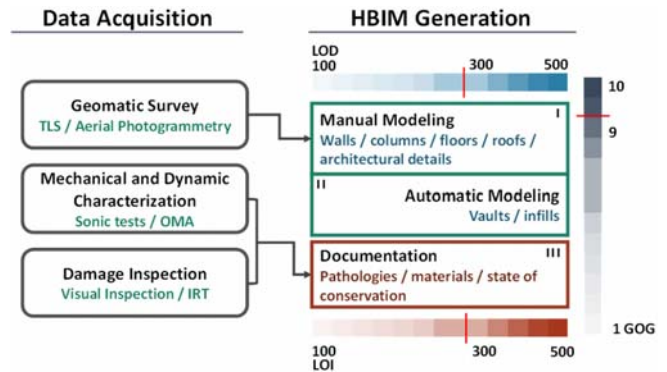 Data Acquisition
HBIM Generation
LOD
100 300 500
Geomatic Survey
TLS / Aerial Photogrammetry
Mechanical and Dynamic
Characterization
Sonic tests / OMA
Damage Inspection
Visual Inspection / IRT
I
Manual Modeling
Walls / columns / floors / roofs /
architectural details
II
Automatic Modeling
Vaults / infills
Documentation III
Pathologies / materials / state of
conservation
100 300 500
LOI
10
9
1 GOG